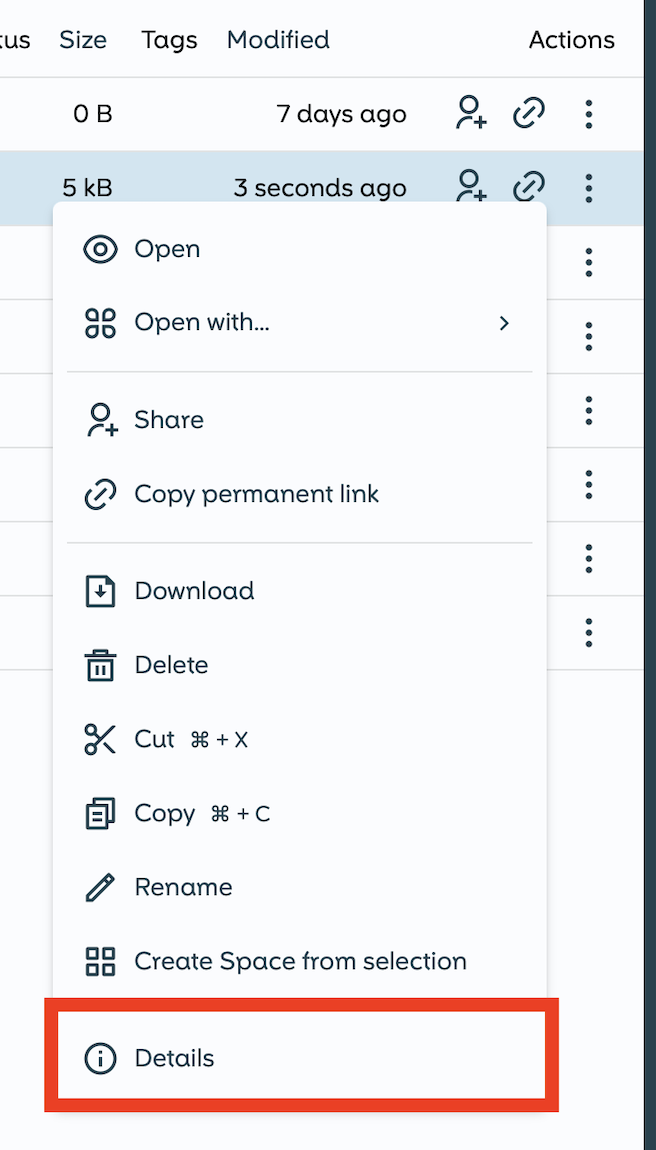 tus Size Tags Modified Actions
0 B 7 days ago
5 kB 3 seconds ago
Open
Open with...
Share
Copy permanent link
Download
Delete
Cut ⌘ + X
Copy ⌘ + C
Rename
Create Space from selection
Details